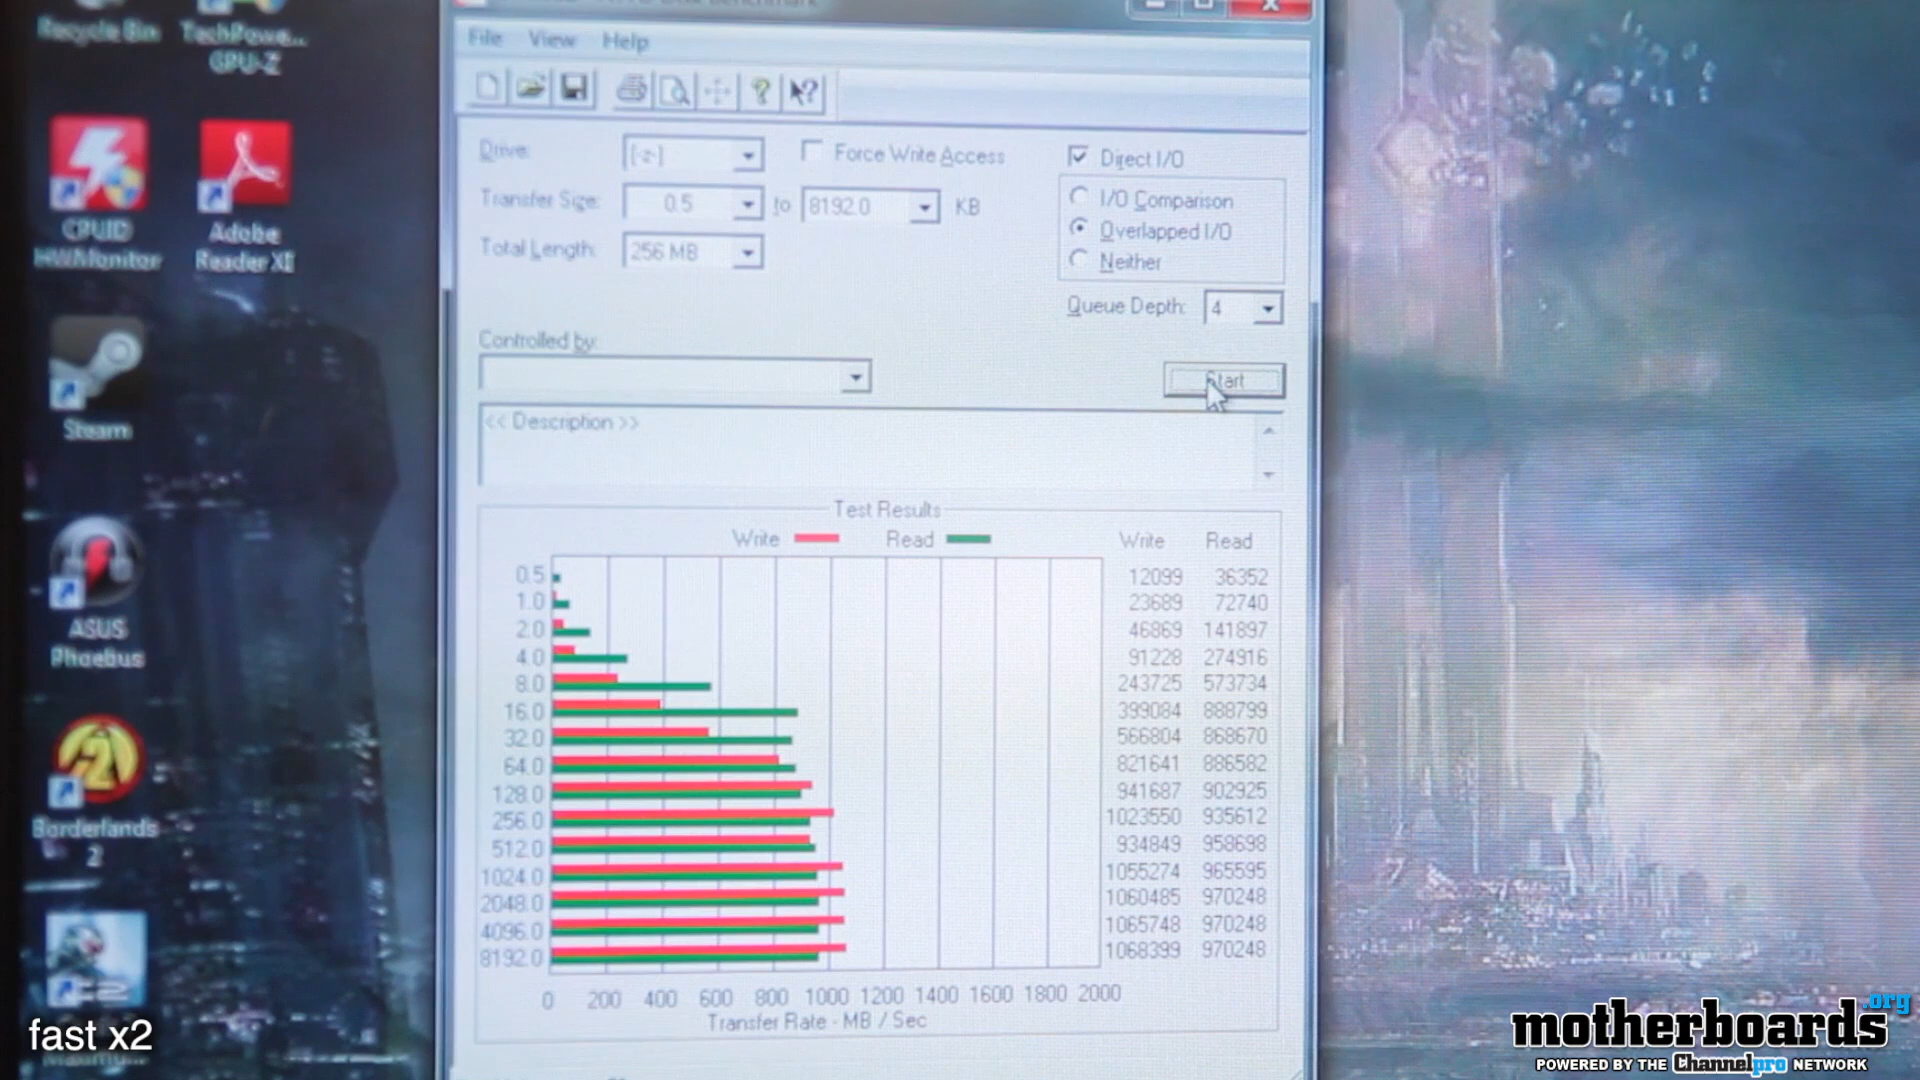 Recycle Bin
TechPowe...
GPU-Z
CPUID
HWMonitor
Adobe
Reader XI
Steam
ASUS
Phoebus
Borderlands
2
File View Help
Drive:
[-z-]
Force Write Access
Direct I/O
Transfer Size:
0.5
to
8192.0
KB
I/O Comparison
Overlapped I/O
Neither
Total Length:
256 MB
Queue Depth:
4
Controlled by:
Start
<< Description >>
Test Results
Write Read Write Read
0.5 12099 36352
1.0 23689 72740
2.0 46869 141897
4.0 91228 274916
8.0 243725 573734
16.0 399084 888799
32.0 566804 868670
64.0 821641 886582
128.0 941687 902925
256.0 1023550 935612
512.0 934849 958698
1024.0 1055274 965595
2048.0 1060485 970248
4096.0 1065748 970248
8192.0 1068399 970248
0 200 400 600 800 1000 1200 1400 1600 1800 2000
Transfer Rate - MB / Sec
fast x2
motherboards.org
POWERED BY THE Channelpro NETWORK